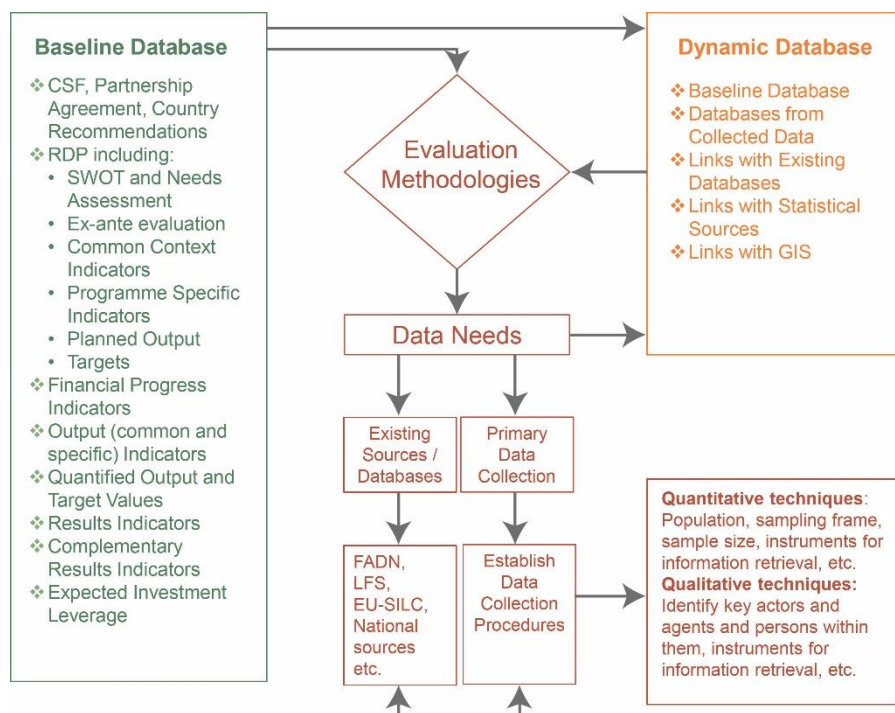 Baseline Database
❖ CSF, Partnership
Agreement, Country
Recommendations
❖ RDP including:
• SWOT and Needs
Assessment
• Ex-ante evaluation
• Common Context
Indicators
• Programme Specific
Indicators
• Planned Output
• Targets
❖ Financial Progress
Indicators
❖ Output (common and
specific) Indicators
❖ Quantified Output and
Target Values
❖ Results Indicators
❖ Complementary
Results Indicators
❖ Expected Investment
Leverage
Evaluation
Methodologies
Dynamic Database
❖ Baseline Database
❖ Databases from
Collected Data
❖ Links with Existing
Databases
❖ Links with Statistical
Sources
❖ Links with GIS
Data Needs
Existing
Sources /
Databases
Primary
Data
Collection
FADN,
LFS,
EU-SILC,
National
sources
etc.
Establish
Data
Collection
Procedures
Quantitative techniques:
Population, sampling frame,
sample size, instruments for
information retrieval, etc.
Qualitative techniques:
Identify key actors and
agents and persons within
them, instruments for
information retrieval, etc.